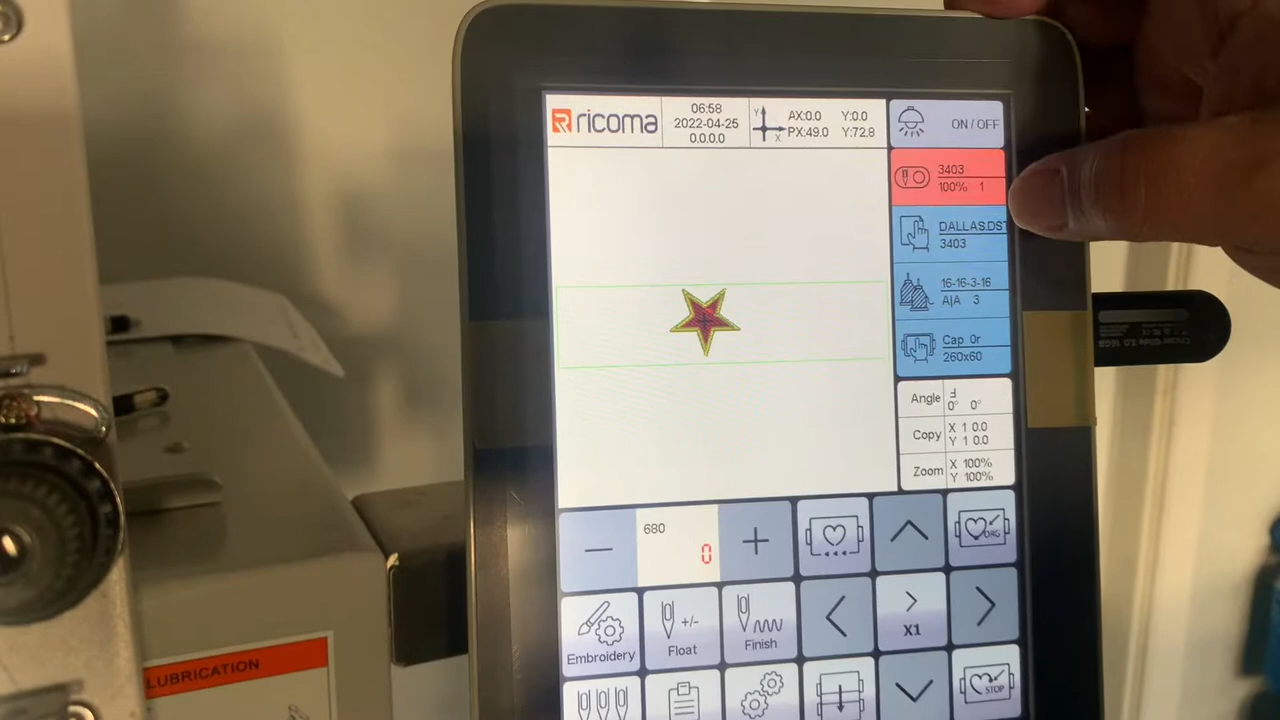 ricoma
06:58
2022-04-25
0.0.0.0
Y
X
AX:0.0 Y:0.0
PX:49.0 Y:72.8
ON / OFF
3403
100% 1
DALLAS.DST
3403
16-16-3-16
A|A 3
Cap 0r
260x60
Angle
0° 0°
Copy
X 1 0.0
Y 1 0.0
Zoom
X 100%
Y 100%
680
0
ORG
Embroidery
+/-
Float
Finish
X1
STOP
LUBRICATION